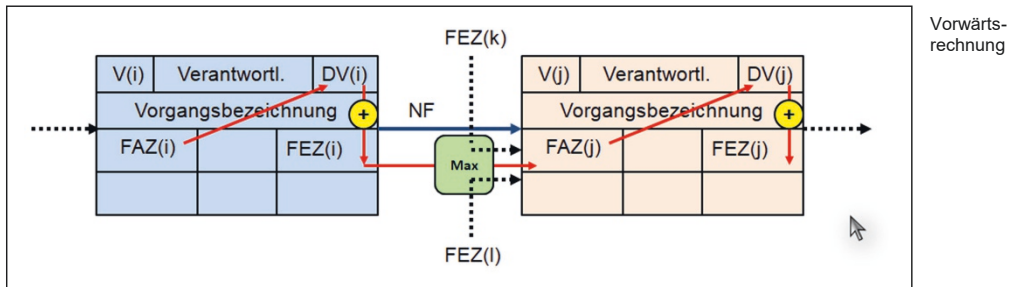 FEZ(k)
V(i) Verantwortl. DV(i)
Vorgangsbezeichnung +
FAZ(i) FEZ(i)
NF
Max
V(j) Verantwortl. DV(j)
Vorgangsbezeichnung +
FAZ(j) FEZ(j)
FEZ(l)
Vorwärts-
rechnung